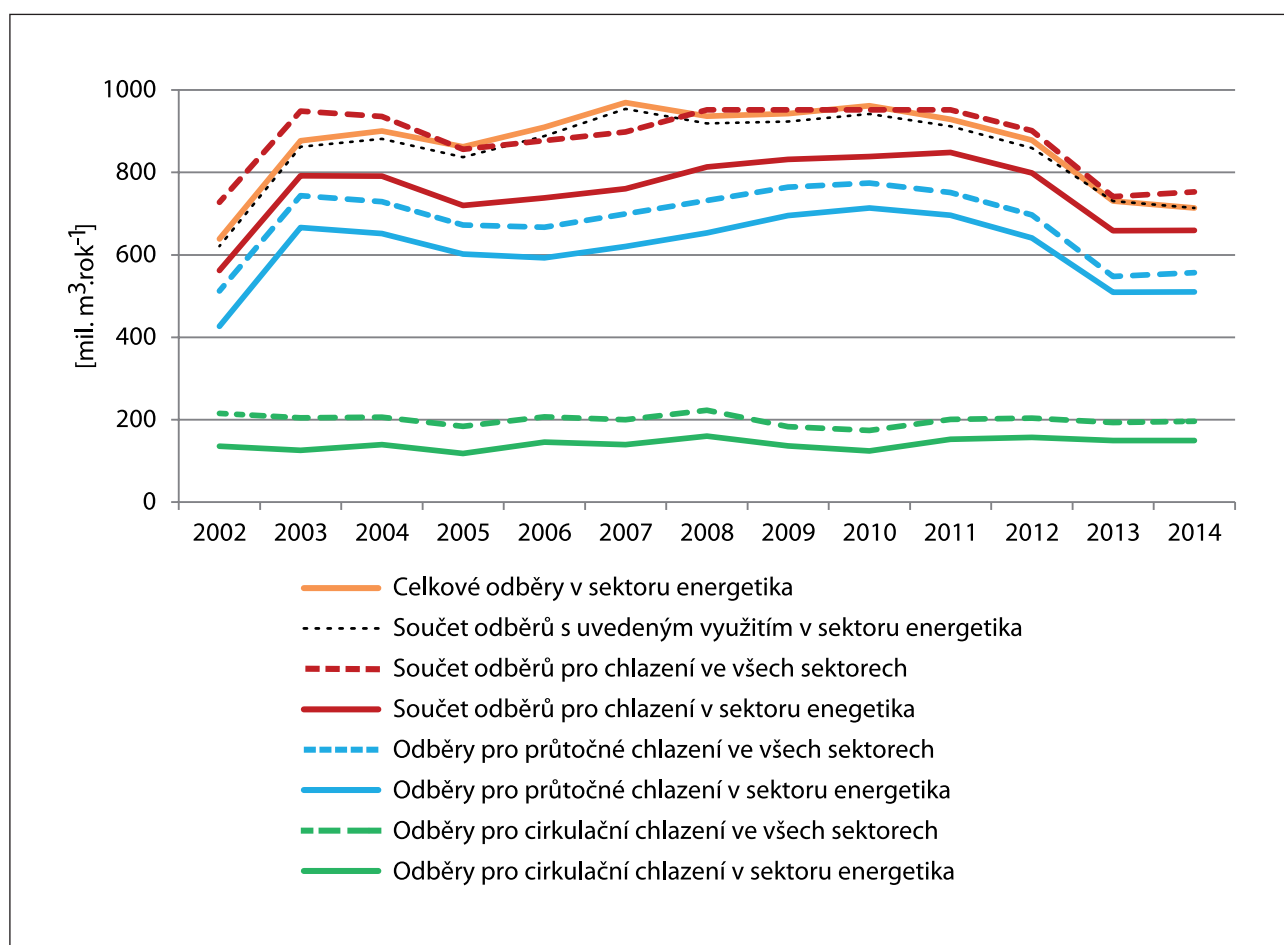 1000
800
600
400
200
0
[mil. m³.rok⁻¹]
2002 2003 2004 2005 2006 2007 2008 2009 2010 2011 2012 2013 2014
Celkové odběry v sektoru energetika
Součet odběrů s uvedeným využitím v sektoru energetika
Součet odběrů pro chlazení ve všech sektorech
Součet odběrů pro chlazení v sektoru enegetika
Odběry pro průtočné chlazení ve všech sektorech
Odběry pro průtočné chlazení v sektoru energetika
Odběry pro cirkulační chlazení ve všech sektorech
Odběry pro cirkulační chlazení v sektoru energetika